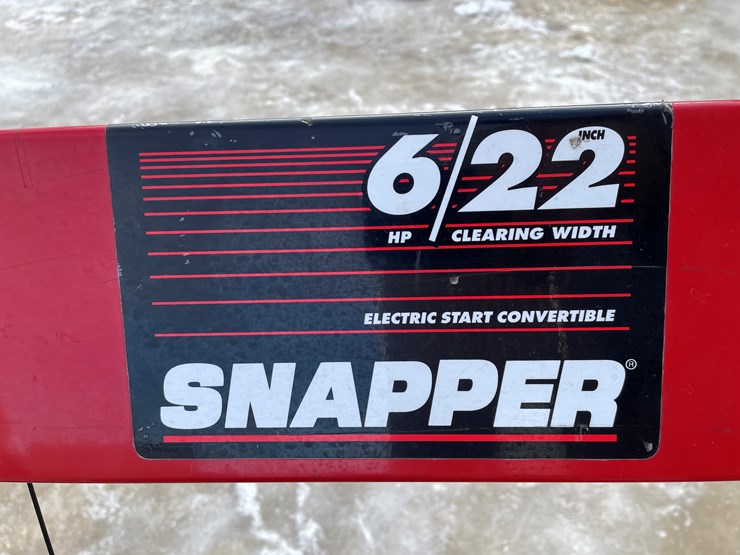 6/22 INCH
HP CLEARING WIDTH
ELECTRIC START CONVERTIBLE
SNAPPER®